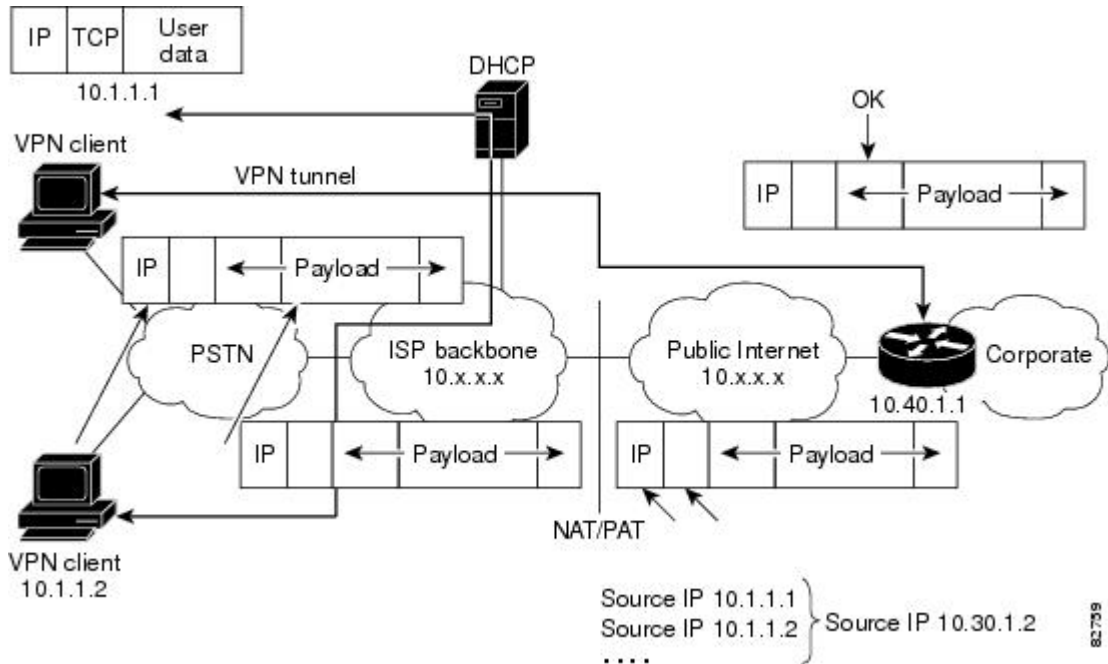 IP TCP User data
10.1.1.1
DHCP
OK
VPN client
VPN tunnel
IP Payload
IP Payload
PSTN
ISP backbone
10.x.x.x
Public Internet
10.x.x.x
Corporate
10.40.1.1
IP Payload
IP Payload
NAT/PAT
VPN client
10.1.1.2
Source IP 10.1.1.1
Source IP 10.1.1.2
....
Source IP 10.30.1.2
82759